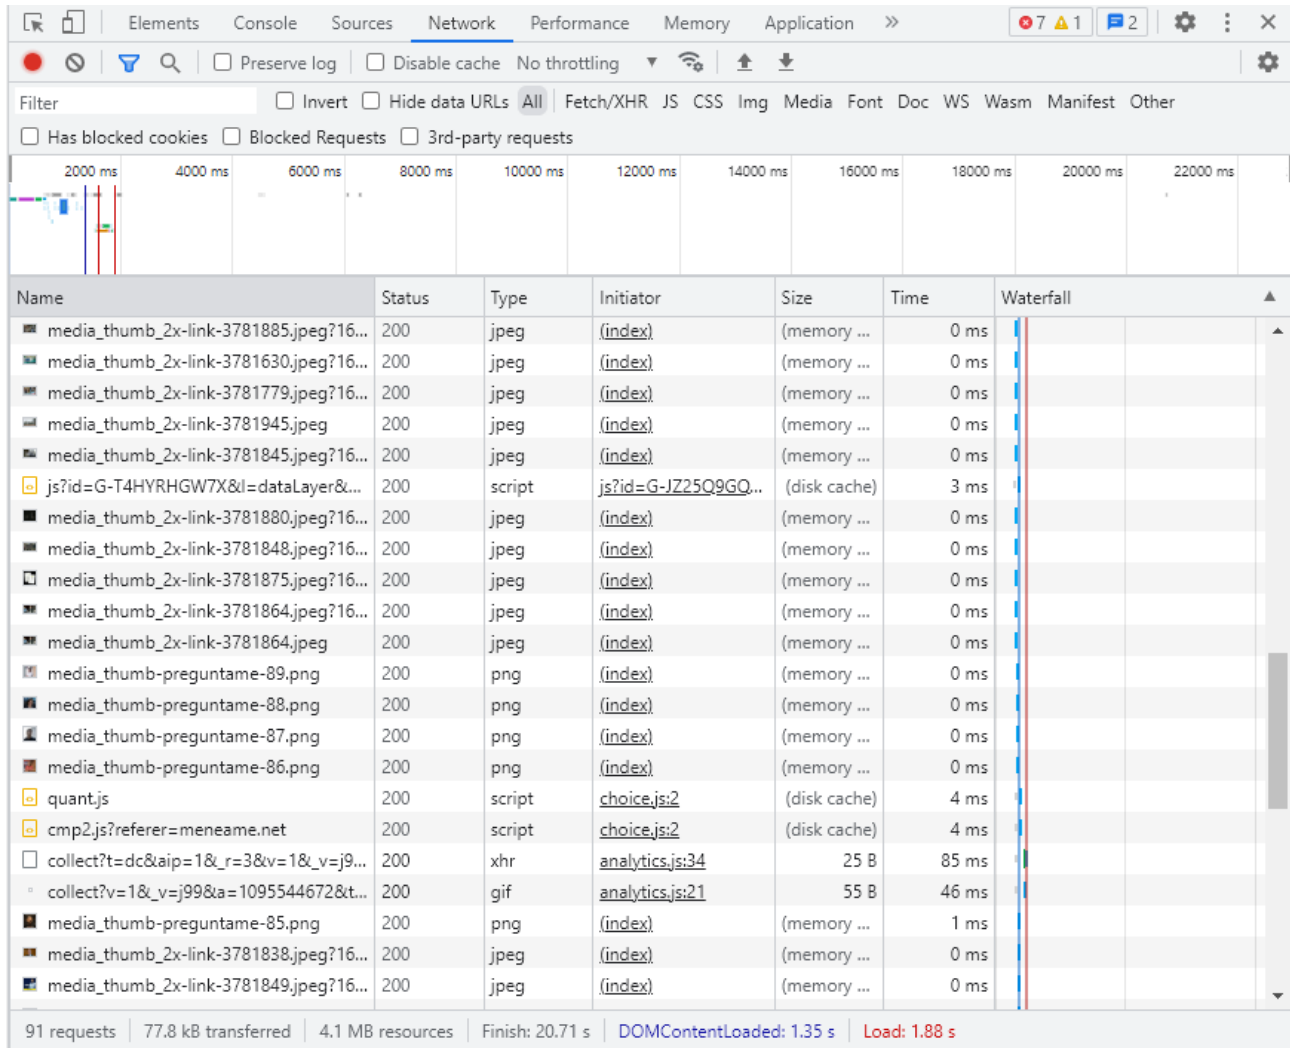 Elements Console Sources Network Performance Memory Application » 7 1 2
Preserve log Disable cache No throttling
Filter Invert Hide data URLs All Fetch/XHR JS CSS Img Media Font Doc WS Wasm Manifest Other
Has blocked cookies Blocked Requests 3rd-party requests
2000 ms 4000 ms 6000 ms 8000 ms 10000 ms 12000 ms 14000 ms 16000 ms 18000 ms 20000 ms 22000 ms
Name Status Type Initiator Size Time Waterfall
media_thumb_2x-link-3781885.jpeg?16... 200 jpeg (index) (memory ... 0 ms
media_thumb_2x-link-3781630.jpeg?16... 200 jpeg (index) (memory ... 0 ms
media_thumb_2x-link-3781779.jpeg?16... 200 jpeg (index) (memory ... 0 ms
media_thumb_2x-link-3781945.jpeg 200 jpeg (index) (memory ... 0 ms
media_thumb_2x-link-3781845.jpeg?16... 200 jpeg (index) (memory ... 0 ms
js?id=G-T4HYRHGW7X&l=dataLayer&... 200 script js?id=G-JZ25Q9GQ... (disk cache) 3 ms
media_thumb_2x-link-3781880.jpeg?16... 200 jpeg (index) (memory ... 0 ms
media_thumb_2x-link-3781848.jpeg?16... 200 jpeg (index) (memory ... 0 ms
media_thumb_2x-link-3781875.jpeg?16... 200 jpeg (index) (memory ... 0 ms
media_thumb_2x-link-3781864.jpeg?16... 200 jpeg (index) (memory ... 0 ms
media_thumb_2x-link-3781864.jpeg 200 jpeg (index) (memory ... 0 ms
media_thumb-preguntame-89.png 200 png (index) (memory ... 0 ms
media_thumb-preguntame-88.png 200 png (index) (memory ... 0 ms
media_thumb-preguntame-87.png 200 png (index) (memory ... 0 ms
media_thumb-preguntame-86.png 200 png (index) (memory ... 0 ms
quant.js 200 script choice.js:2 (disk cache) 4 ms
cmp2.js?referer=meneame.net 200 script choice.js:2 (disk cache) 4 ms
collect?t=dc&aip=1&_r=3&v=1&_v=j9... 200 xhr analytics.js:34 25 B 85 ms
collect?v=1&_v=j99&a=1095544672&t... 200 gif analytics.js:21 55 B 46 ms
media_thumb-preguntame-85.png 200 png (index) (memory ... 1 ms
media_thumb_2x-link-3781838.jpeg?16... 200 jpeg (index) (memory ... 0 ms
media_thumb_2x-link-3781849.jpeg?16... 200 jpeg (index) (memory ... 0 ms
91 requests 77.8 kB transferred 4.1 MB resources Finish: 20.71 s DOMContentLoaded: 1.35 s Load: 1.88 s